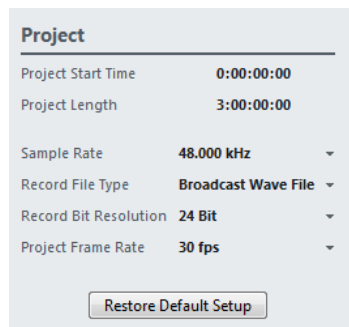 Project
Project Start Time 0:00:00:00
Project Length 3:00:00:00
Sample Rate 48.000 kHz
Record File Type Broadcast Wave File
Record Bit Resolution 24 Bit
Project Frame Rate 30 fps
Restore Default Setup